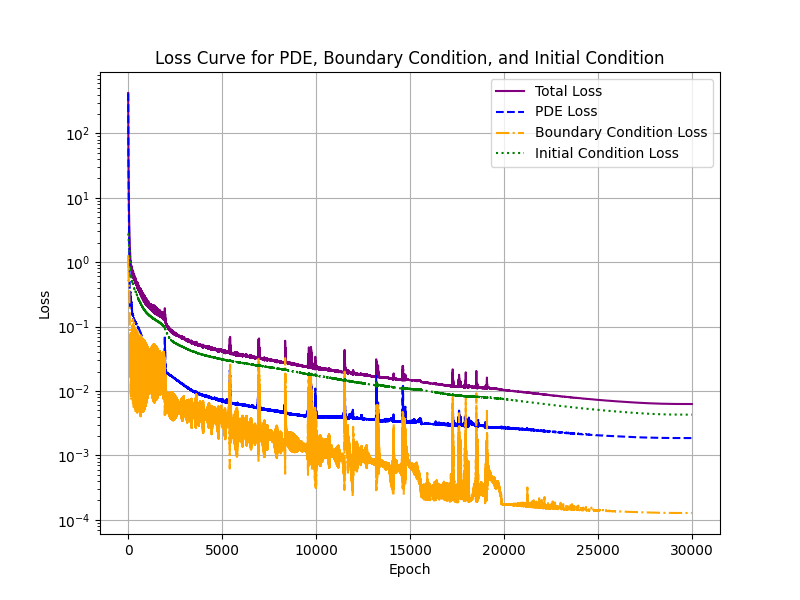 Loss Curve for PDE, Boundary Condition, and Initial Condition
Total Loss
PDE Loss
Boundary Condition Loss
Initial Condition Loss
Loss
10²
10¹
10⁰
10⁻¹
10⁻²
10⁻³
10⁻⁴
0 5000 10000 15000 20000 25000 30000
Epoch